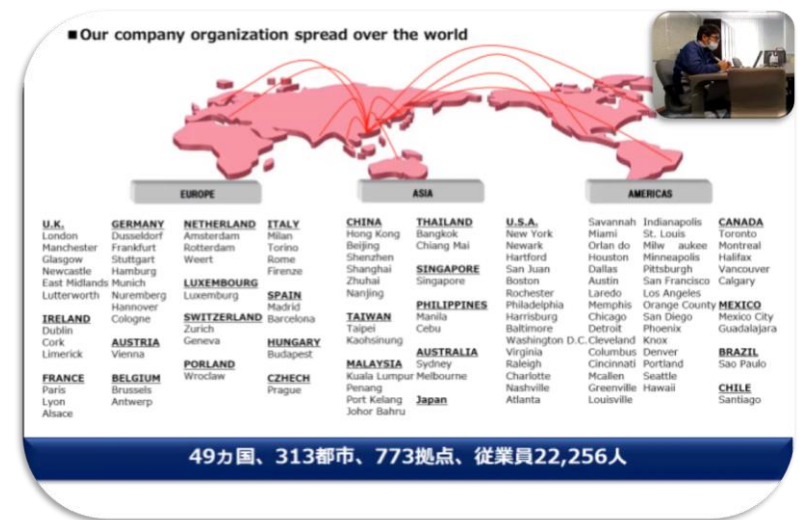 ■Our company organization spread over the world
EUROPE
U.K.
London
Manchester
Glasgow
Newcastle
East Midlands
Lutterworth
IRELAND
Dublin
Cork
Limerick
FRANCE
Paris
Lyon
Alsace
GERMANY
Dusseldorf
Frankfurt
Stuttgart
Hamburg
Munich
Nuremberg
Hannover
Cologne
AUSTRIA
Vienna
BELGIUM
Brussels
Antwerp
NETHERLAND
Amsterdam
Rotterdam
Weert
LUXEMBOURG
Luxemburg
SWITZERLAND
Zurich
Geneva
PORLAND
Wroclaw
ITALY
Milan
Torino
Rome
Firenze
SPAIN
Madrid
Barcelona
HUNGARY
Budapest
CZHECH
Prague
ASIA
CHINA
Hong Kong
Beijing
Shenzhen
Shanghai
Zhuhai
Nanjing
TAIWAN
Taipei
Kaohsinung
MALAYSIA
Kuala Lumpur
Penang
Port Kelang
Johor Bahru
THAILAND
Bangkok
Chiang Mai
SINGAPORE
Singapore
PHILIPPINES
Manila
Cebu
AUSTRALIA
Sydney
Melbourne
Japan
AMERICAS
U.S.A.
New York
Newark
Hartford
San Juan
Boston
Rochester
Philadelphia
Harrisburg
Baltimore
Washington D.C.
Virginia
Raleigh
Charlotte
Nashville
Atlanta
Savannah
Miami
Orlan do
Houston
Dallas
Austin
Laredo
Memphis
Chicago
Detroit
Cleveland
Columbus
Cincinnati
Mcallen
Greenville
Louisville
Indianapolis
St. Louis
Milw aukee
Minneapolis
Pittsburgh
San Francisco
Los Angeles
Orange County
San Diego
Phoenix
Knox
Denver
Portland
Seattle
Hawaii
CANADA
Toronto
Montreal
Halifax
Vancouver
Calgary
MEXICO
Mexico City
Guadalajara
BRAZIL
Sao Paulo
CHILE
Santiago
49カ国、313都市、773拠点、従業員22,256人